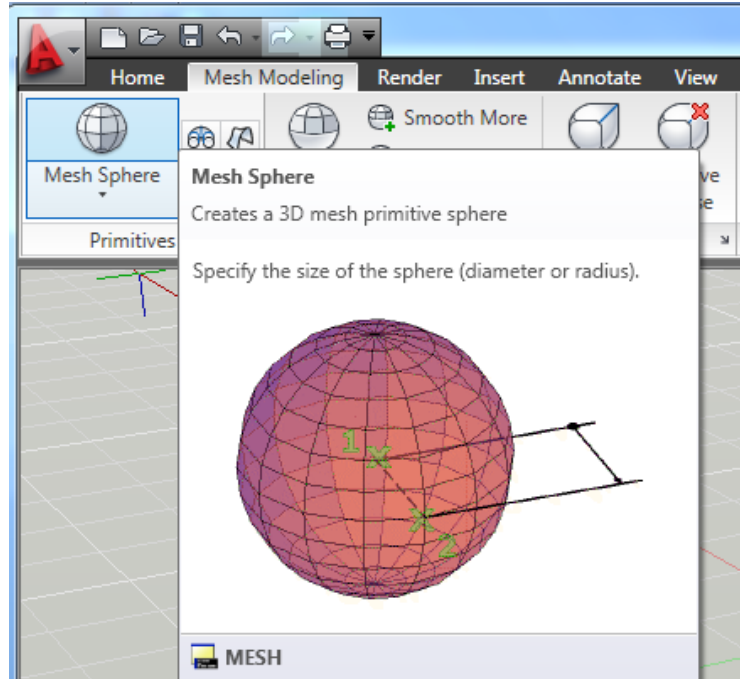 Home Mesh Modeling Render Insert Annotate View
Mesh Sphere
Smooth More
Primitives
Mesh Sphere
Creates a 3D mesh primitive sphere
Specify the size of the sphere (diameter or radius).
1
2
MESH